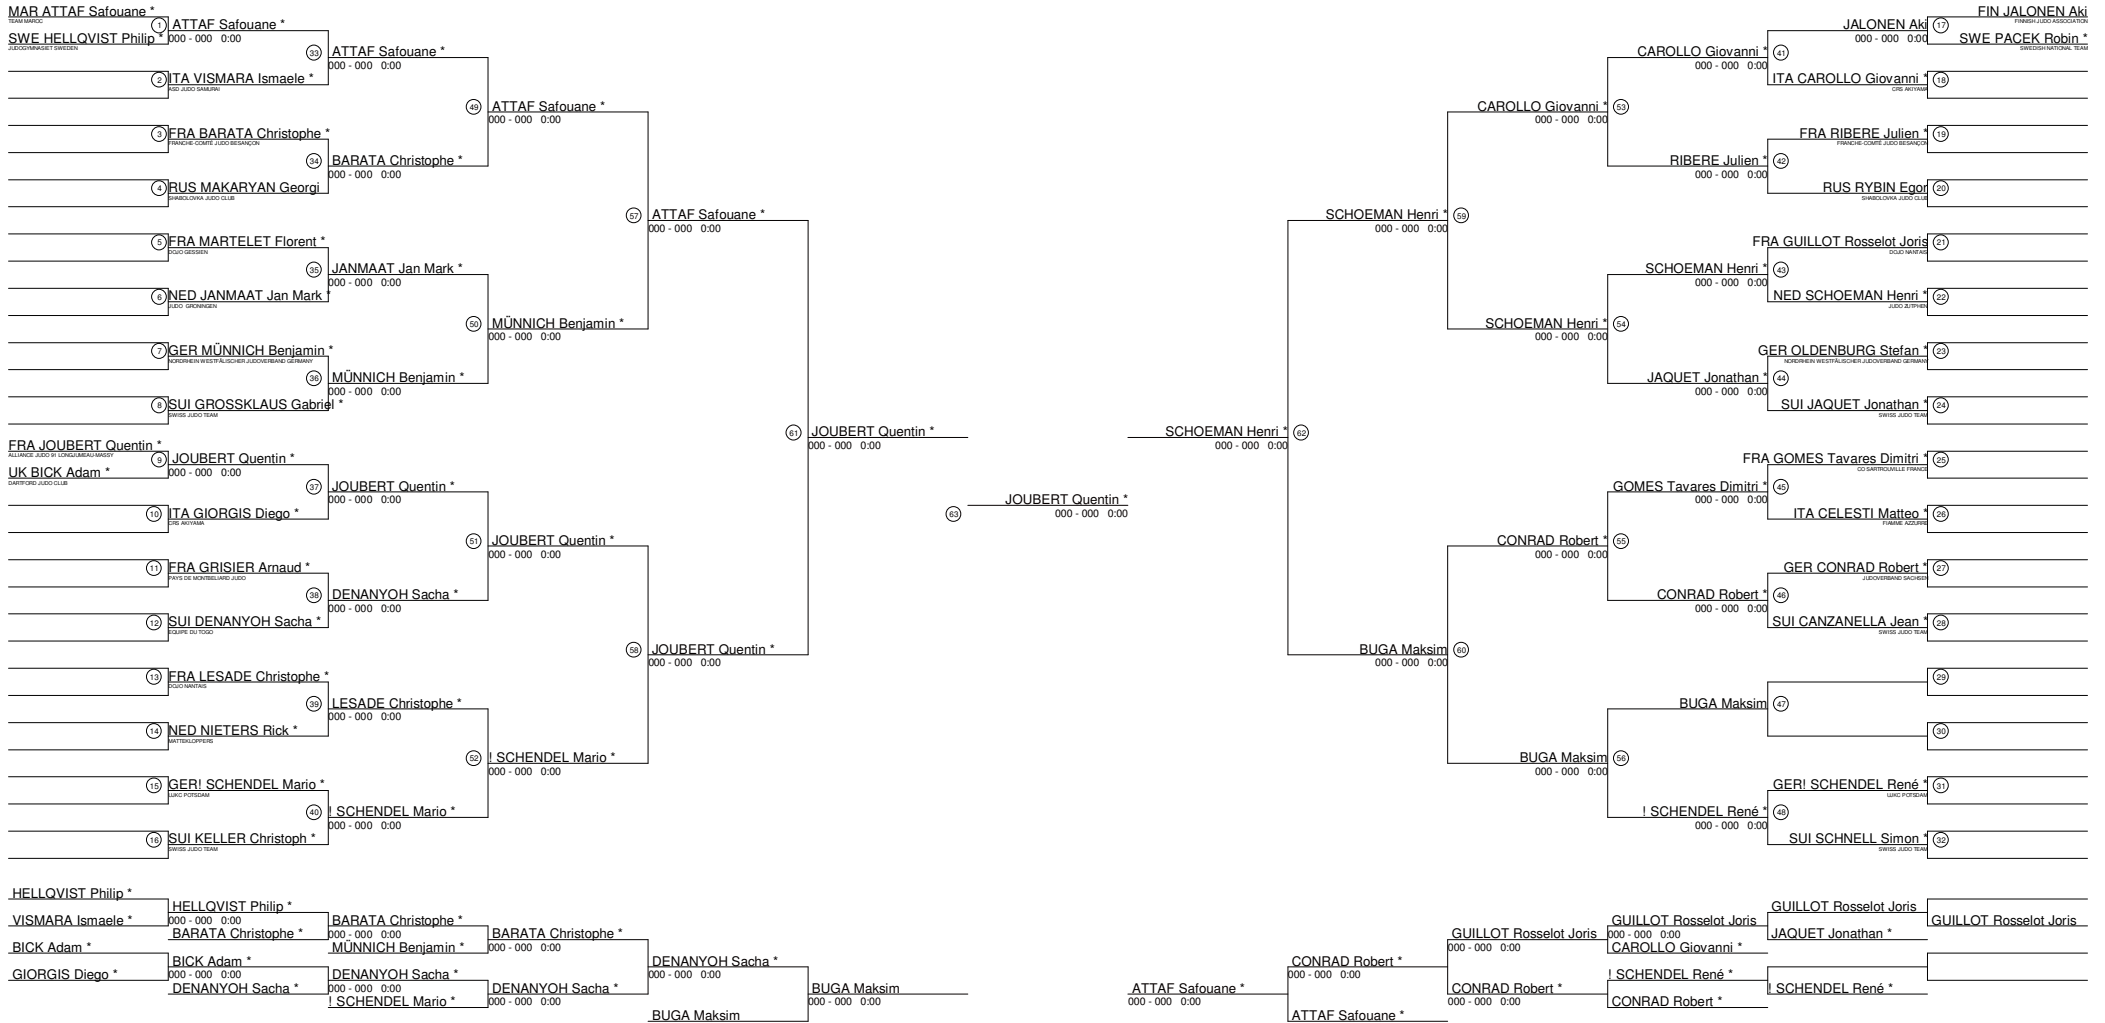 MAR ATTAF Safouane *
TEAM MAROC
1 ATTAF Safouane *
SWE HELLQVIST Philip *
000 - 000 0:00
JUDOGYMNASIET SWEDEN
33 ATTAF Safouane *
000 - 000 0:00
2 ITA VISMARA Ismaele *
ASD JUDO SAMURAI
49 ATTAF Safouane *
000 - 000 0:00
3 FRA BARATA Christophe *
FRANCHE-COMTÉ JUDO BESANÇON
34 BARATA Christophe *
000 - 000 0:00
4 RUS MAKARYAN Georgi
SHABOLOVKA JUDO CLUB
57 ATTAF Safouane *
000 - 000 0:00
5 FRA MARTELET Florent *
DOJO GESSIEN
35 JANMAAT Jan Mark *
000 - 000 0:00
6 NED JANMAAT Jan Mark *
JUDO GRONINGEN
50 MÜNNICH Benjamin *
000 - 000 0:00
7 GER MÜNNICH Benjamin *
NORDRHEIN WESTFÄLISCHER JUDOVERBAND GERMANY
36 MÜNNICH Benjamin *
000 - 000 0:00
8 SUI GROSSKLAUS Gabriel *
SWISS JUDO TEAM
61 JOUBERT Quentin *
000 - 000 0:00
FRA JOUBERT Quentin *
ALLIANCE JUDO 91 LONGJUMEAU-MASSY
9 JOUBERT Quentin *
UK BICK Adam *
000 - 000 0:00
DARTFORD JUDO CLUB
37 JOUBERT Quentin *
000 - 000 0:00
10 ITA GIORGIS Diego *
CRS AKIYAMA
51 JOUBERT Quentin *
000 - 000 0:00
11 FRA GRISIER Arnaud *
PAYS DE MONTBELIARD JUDO
38 DENANYOH Sacha *
000 - 000 0:00
12 SUI DENANYOH Sacha *
EQUIPE DU TOGO
58 JOUBERT Quentin *
000 - 000 0:00
13 FRA LESADE Christophe *
DOJO NANTAIS
39 LESADE Christophe *
000 - 000 0:00
14 NED NIETERS Rick *
MATTEKLOPPERS
52 ! SCHENDEL Mario *
000 - 000 0:00
15 GER! SCHENDEL Mario *
UJKC POTSDAM
40 ! SCHENDEL Mario *
000 - 000 0:00
16 SUI KELLER Christoph *
SWISS JUDO TEAM
JOUBERT Quentin *
63 000 - 000 0:00
FIN JALONEN Aki
FINNISH JUDO ASSOCIATION
JALONEN Aki 17
000 - 000 0:00
SWE PACEK Robin *
SWEDISH NATIONAL TEAM
CAROLLO Giovanni * 41
000 - 000 0:00
ITA CAROLLO Giovanni * 18
CRS AKIYAMA
CAROLLO Giovanni * 53
000 - 000 0:00
FRA RIBERE Julien * 19
FRANCHE-COMTÉ JUDO BESANÇON
RIBERE Julien * 42
000 - 000 0:00
RUS RYBIN Egor 20
SHABOLOVKA JUDO CLUB
SCHOEMAN Henri * 59
000 - 000 0:00
FRA GUILLOT Rosselot Joris 21
DOJO NANTAIS
SCHOEMAN Henri * 43
000 - 000 0:00
NED SCHOEMAN Henri * 22
JUDO ZUTPHEN
SCHOEMAN Henri * 54
000 - 000 0:00
GER OLDENBURG Stefan * 23
NORDRHEIN WESTFÄLISCHER JUDOVERBAND GERMANY
JAQUET Jonathan * 44
000 - 000 0:00
SUI JAQUET Jonathan * 24
SWISS JUDO TEAM
SCHOEMAN Henri * 62
000 - 000 0:00
FRA GOMES Tavares Dimitri * 25
CO SARTROUVILLE FRANCE
GOMES Tavares Dimitri * 45
000 - 000 0:00
ITA CELESTI Matteo * 26
FIAMME AZZURRE
CONRAD Robert * 55
000 - 000 0:00
GER CONRAD Robert * 27
JUDOVERBAND SACHSEN
CONRAD Robert * 46
000 - 000 0:00
SUI CANZANELLA Jean * 28
SWISS JUDO TEAM
BUGA Maksim 60
000 - 000 0:00
29
BUGA Maksim 47
30
BUGA Maksim 56
000 - 000 0:00
GER! SCHENDEL René * 31
UJKC POTSDAM
! SCHENDEL René * 48
000 - 000 0:00
SUI SCHNELL Simon * 32
SWISS JUDO TEAM
HELLQVIST Philip *
HELLQVIST Philip *
VISMARA Ismaele *
000 - 000 0:00
BARATA Christophe *
BARATA Christophe *
000 - 000 0:00
BARATA Christophe *
MÜNNICH Benjamin *
000 - 000 0:00
BICK Adam *
BICK Adam *
GIORGIS Diego *
000 - 000 0:00
DENANYOH Sacha *
DENANYOH Sacha *
000 - 000 0:00
DENANYOH Sacha *
! SCHENDEL Mario *
000 - 000 0:00
DENANYOH Sacha *
000 - 000 0:00
BUGA Maksim
BUGA Maksim
000 - 000 0:00
ATTAF Safouane *
000 - 000 0:00
CONRAD Robert *
000 - 000 0:00
ATTAF Safouane *
GUILLOT Rosselot Joris
000 - 000 0:00
CONRAD Robert *
000 - 000 0:00
GUILLOT Rosselot Joris
000 - 000 0:00
CAROLLO Giovanni *
! SCHENDEL René *
CONRAD Robert *
GUILLOT Rosselot Joris
JAQUET Jonathan *
! SCHENDEL René *
GUILLOT Rosselot Joris